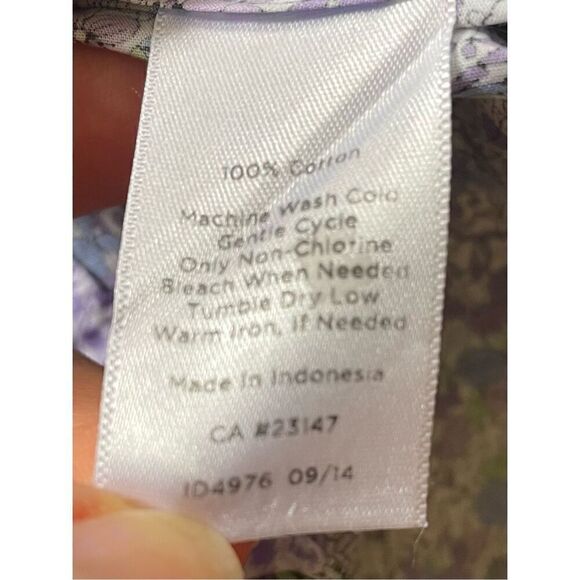 100% Cotton
Machine Wash Cold
Gentle Cycle
Only Non-Chlorine
Bleach When Needed
Tumble Dry Low
Warm Iron, If Needed
Made In Indonesia
CA #23147
ID4976 09/14